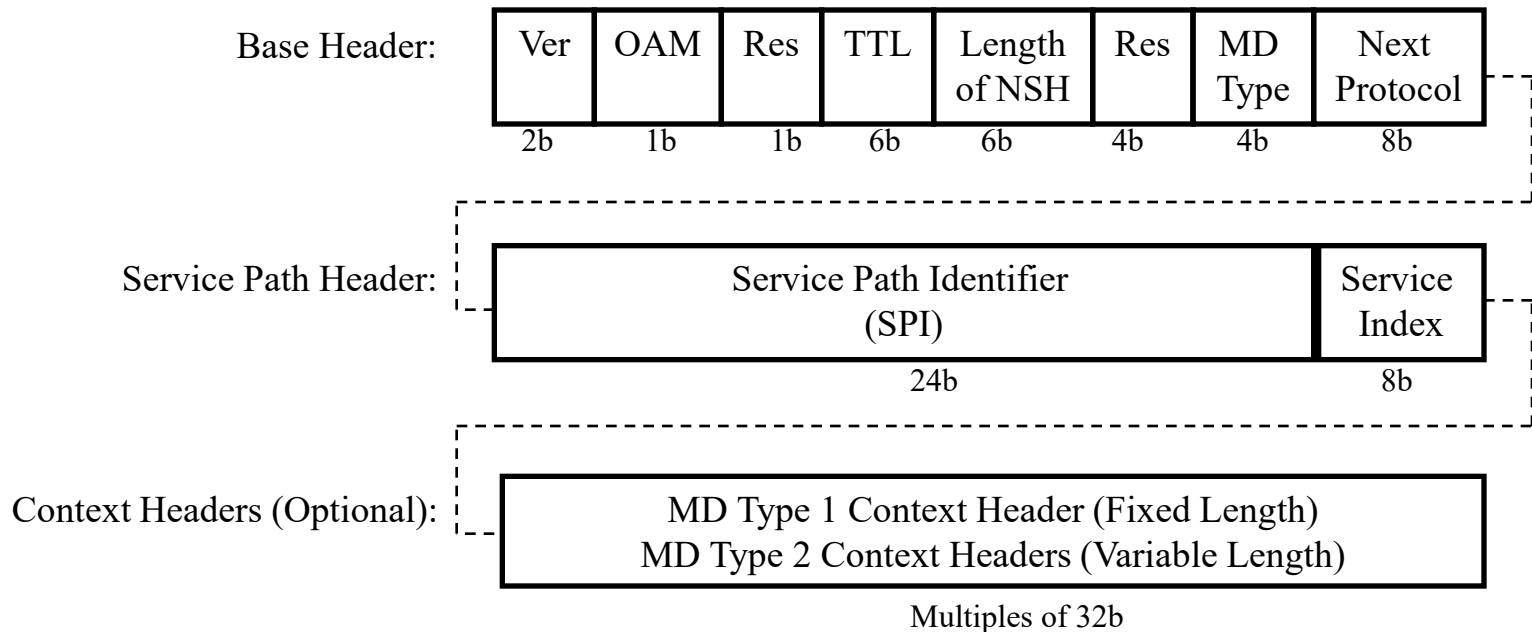 Base Header:
Ver OAM Res TTL Length of NSH Res MD Type Next Protocol
2b 1b 1b 6b 6b 4b 4b 8b
Service Path Header:
Service Path Identifier
(SPI)
Service
Index
24b 8b
Context Headers (Optional):
MD Type 1 Context Header (Fixed Length)
MD Type 2 Context Headers (Variable Length)
Multiples of 32b